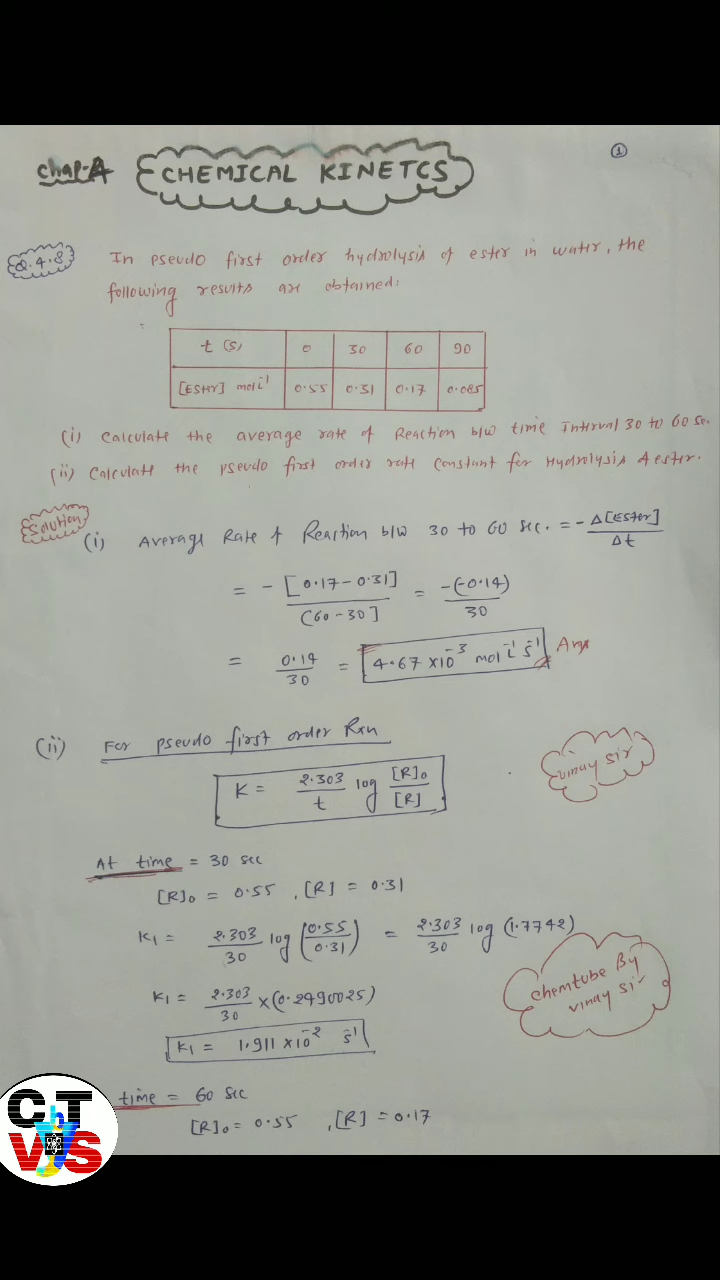 Chap-4 CHEMICAL KINETCS
1
Q.4.8 In pseudo first order hydrolysis of ester in water, the
following results are obtained:
t (s) 0 30 60 90
[Ester] mol L⁻¹ 0.55 0.31 0.17 0.085
(i) Calculate the average rate of Reaction b/w time Interval 30 to 60 sec.
(ii) Calculate the pseudo first order rate constant for Hydrolysis of ester.
Solution
(i) Average Rate of Reaction b/w 30 to 60 sec. = - Δ[Ester] / Δt
= - [0.17 - 0.31] / (60 - 30] = -(-0.14) / 30
= 0.14 / 30 = 4.67 × 10⁻³ mol L⁻¹ s⁻¹ Ans
(ii) For pseudo first order Rxn
K = 2.303 / t log [R]₀ / [R]
vinay sir
At time = 30 sec
[R]₀ = 0.55 , [R] = 0.31
K₁ = 2.303 / 30 log (0.55 / 0.31) = 2.303 / 30 log (1.7742)
K₁ = 2.303 / 30 × (0.2490025)
Chemtube By
vinay sir
K₁ = 1.911 × 10⁻² s⁻¹
time = 60 sec
[R]₀ = 0.55 , [R] = 0.17
CT
VS